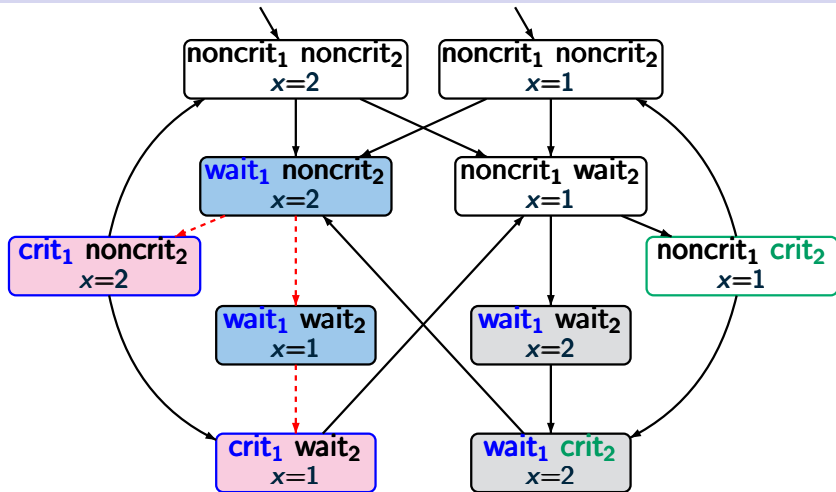 noncrit₁ noncrit₂
x=2
noncrit₁ noncrit₂
x=1
wait₁ noncrit₂
x=2
noncrit₁ wait₂
x=1
crit₁ noncrit₂
x=2
noncrit₁ crit₂
x=1
wait₁ wait₂
x=1
wait₁ wait₂
x=2
crit₁ wait₂
x=1
wait₁ crit₂
x=2